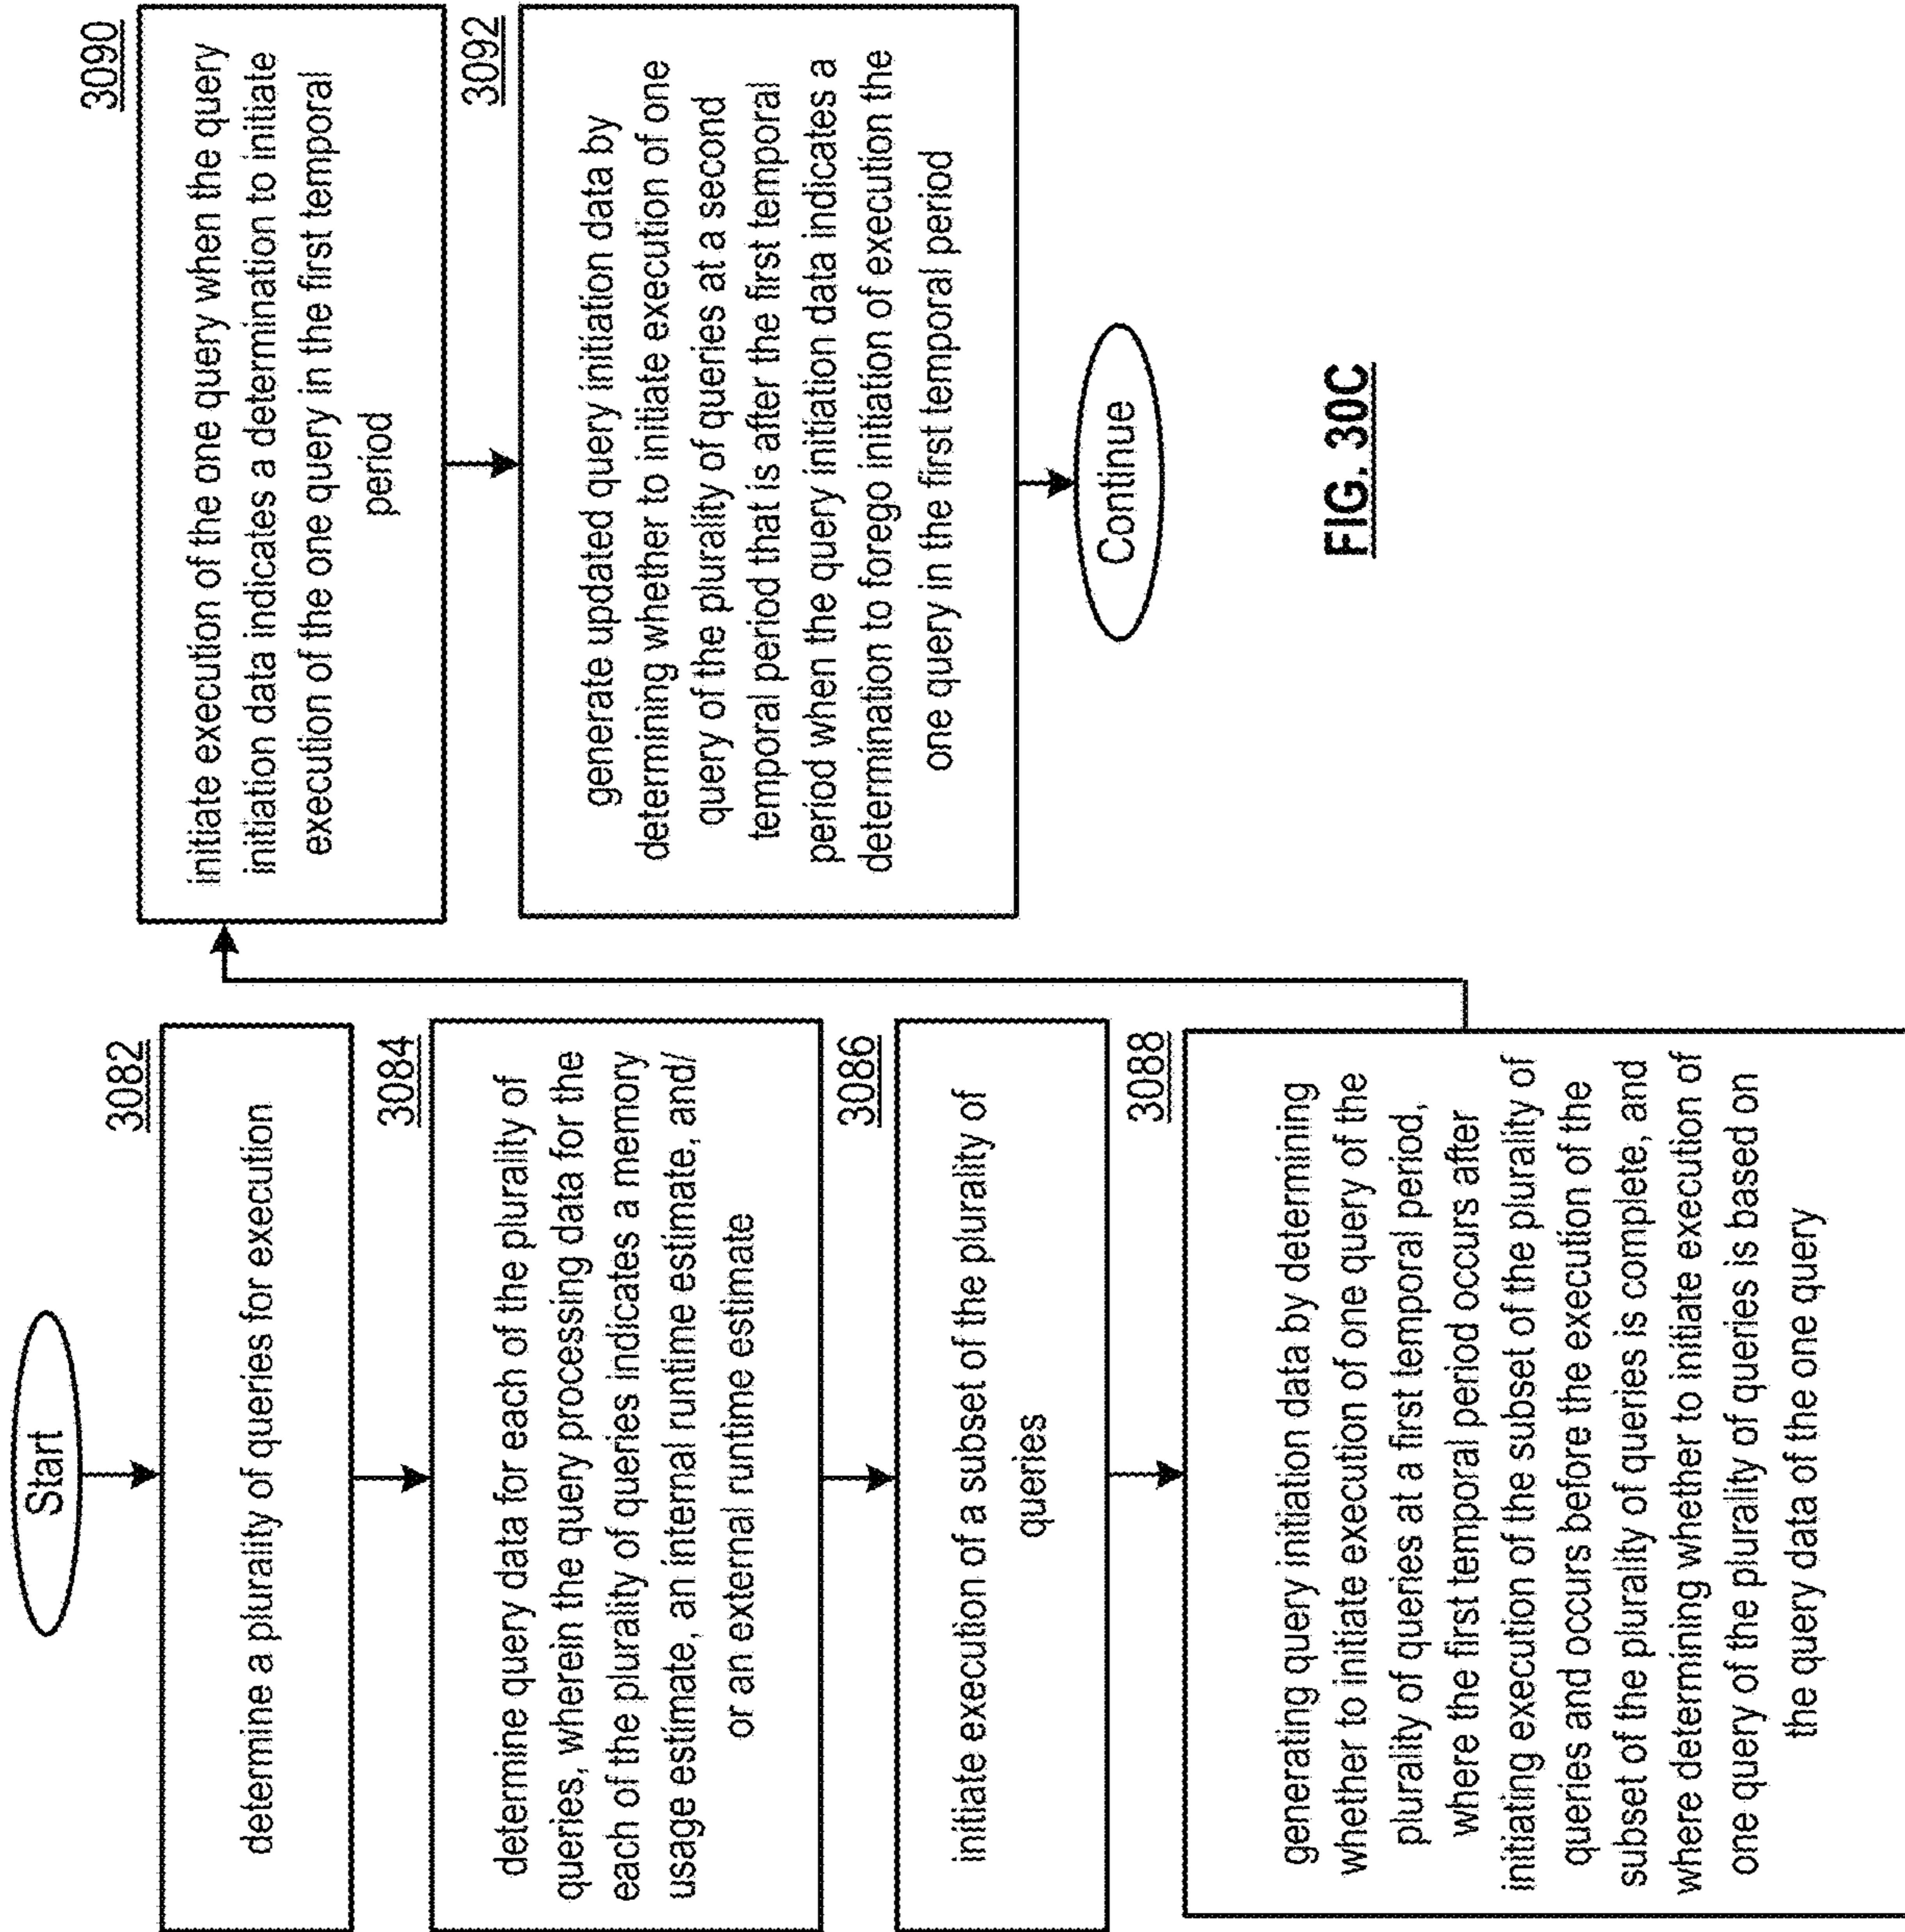 Start
3082
determine a plurality of queries for execution
3084
determine query data for each of the plurality of
queries, wherein the query processing data for the
each of the plurality of queries indicates a memory
usage estimate, an internal runtime estimate, and/
or an external runtime estimate
3086
initiate execution of a subset of the plurality of
queries
3088
generating query initiation data by determining
whether to initiate execution of one query of the
plurality of queries at a first temporal period,
where the first temporal period occurs after
initiating execution of the subset of the plurality of
queries and occurs before the execution of the
subset of the plurality of queries is complete, and
where determining whether to initiate execution of
one query of the plurality of queries is based on
the query data of the one query
3090
initiate execution of the one query when the query
initiation data indicates a determination to initiate
execution of the one query in the first temporal
period
3092
generate updated query initiation data by
determining whether to initiate execution of one
query of the plurality of queries at a second
temporal period that is after the first temporal
period when the query initiation data indicates a
determination to forego initiation of execution the
one query in the first temporal period
Continue
FIG. 30C